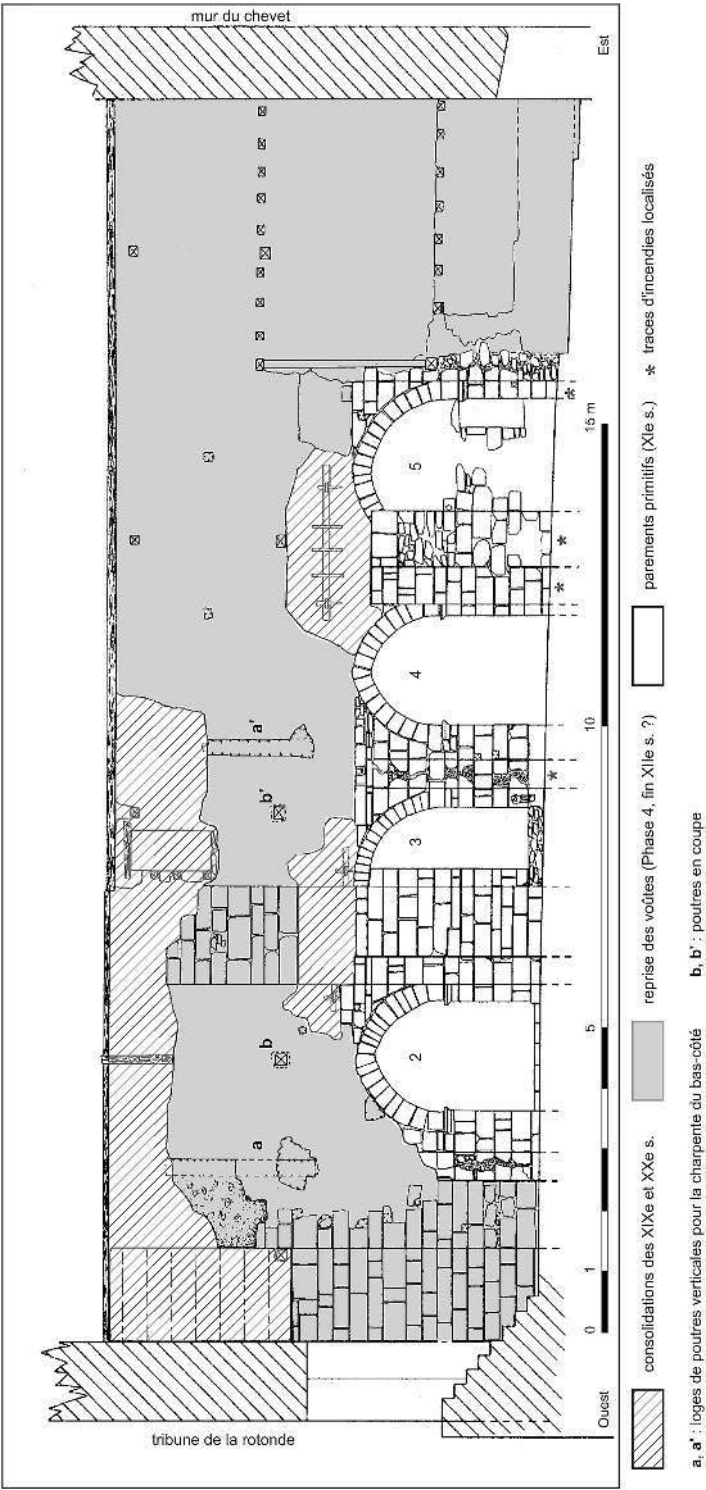 mur du chevet
Est
a'
b'
b
a
5
4
3
2
tribune de la rotonde
Ouest
0
1
5
10
15 m
*
*
*
*
consolidations des XIXe et XXe s.
reprise des voûtes (Phase 4, fin XIIe s. ?)
parements primitifs (XIe s.)
* traces d'incendies localisés
a, a' : loges de poutres verticales pour la charpente du bas-côté
b, b' : poutres en coupe